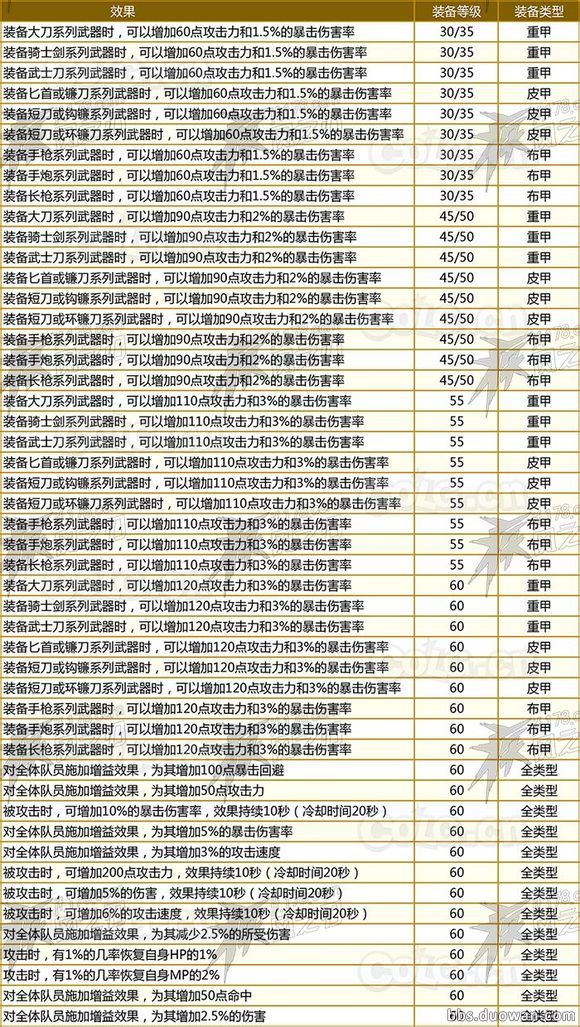 效果 装备等级 装备类型
装备大刀系列武器时，可以增加60点攻击力和1.5%的暴击伤害率 30/35 重甲
装备骑士剑系列武器时，可以增加60点攻击力和1.5%的暴击伤害率 30/35 重甲
装备武士刀系列武器时，可以增加60点攻击力和1.5%的暴击伤害率 30/35 重甲
装备匕首或镰刀系列武器时，可以增加60点攻击力和1.5%的暴击伤害率 30/35 皮甲
装备短刀或钩镰系列武器时，可以增加60点攻击力和1.5%的暴击伤害率 30/35 皮甲
装备短刀或环镰刀系列武器时，可以增加60点攻击力和1.5%的暴击伤害率 30/35 皮甲
装备手枪系列武器时，可以增加60点攻击力和1.5%的暴击伤害率 30/35 布甲
装备手炮系列武器时，可以增加60点攻击力和1.5%的暴击伤害率 30/35 布甲
装备长枪系列武器时，可以增加60点攻击力和1.5%的暴击伤害率 30/35 布甲
装备大刀系列武器时，可以增加90点攻击力和2%的暴击伤害率 45/50 重甲
装备骑士剑系列武器时，可以增加90点攻击力和2%的暴击伤害率 45/50 重甲
装备武士刀系列武器时，可以增加90点攻击力和2%的暴击伤害率 45/50 重甲
装备匕首或镰刀系列武器时，可以增加90点攻击力和2%的暴击伤害率 45/50 皮甲
装备短刀或钩镰系列武器时，可以增加90点攻击力和2%的暴击伤害率 45/50 皮甲
装备短刀或环镰刀系列武器时，可以增加90点攻击力和2%的暴击伤害率 45/50 皮甲
装备手枪系列武器时，可以增加90点攻击力和2%的暴击伤害率 45/50 布甲
装备手炮系列武器时，可以增加90点攻击力和2%的暴击伤害率 45/50 布甲
装备长枪系列武器时，可以增加90点攻击力和2%的暴击伤害率 45/50 布甲
装备大刀系列武器时，可以增加110点攻击力和3%的暴击伤害率 55 重甲
装备骑士剑系列武器时，可以增加110点攻击力和3%的暴击伤害率 55 重甲
装备武士刀系列武器时，可以增加110点攻击力和3%的暴击伤害率 55 重甲
装备匕首或镰刀系列武器时，可以增加110点攻击力和3%的暴击伤害率 55 皮甲
装备短刀或钩镰系列武器时，可以增加110点攻击力和3%的暴击伤害率 55 皮甲
装备短刀或环镰刀系列武器时，可以增加110点攻击力和3%的暴击伤害率 55 皮甲
装备手枪系列武器时，可以增加110点攻击力和3%的暴击伤害率 55 布甲
装备手炮系列武器时，可以增加110点攻击力和3%的暴击伤害率 55 布甲
装备长枪系列武器时，可以增加110点攻击力和3%的暴击伤害率 55 布甲
装备大刀系列武器时，可以增加120点攻击力和3%的暴击伤害率 60 重甲
装备骑士剑系列武器时，可以增加120点攻击力和3%的暴击伤害率 60 重甲
装备武士刀系列武器时，可以增加120点攻击力和3%的暴击伤害率 60 重甲
装备匕首或镰刀系列武器时，可以增加120点攻击力和3%的暴击伤害率 60 皮甲
装备短刀或钩镰系列武器时，可以增加120点攻击力和3%的暴击伤害率 60 皮甲
装备短刀或环镰刀系列武器时，可以增加120点攻击力和3%的暴击伤害率 60 皮甲
装备手枪系列武器时，可以增加120点攻击力和3%的暴击伤害率 60 布甲
装备手炮系列武器时，可以增加120点攻击力和3%的暴击伤害率 60 布甲
装备长枪系列武器时，可以增加120点攻击力和3%的暴击伤害率 60 布甲
对全体队员施加增益效果，为其增加100点暴击回避 60 全类型
对全体队员施加增益效果，为其增加50点攻击力 60 全类型
被攻击时，可增加10%的暴击伤害率，效果持续10秒（冷却时间20秒） 60 全类型
对全体队员施加增益效果，为其增加5%的暴击伤害率 60 全类型
对全体队员施加增益效果，为其增加3%的攻击速度 60 全类型
被攻击时，可增加200点攻击力，效果持续10秒（冷却时间20秒） 60 全类型
被攻击时，可增加5%的伤害，效果持续10秒（冷却时间20秒） 60 全类型
被攻击时，可增加6%的攻击速度，效果持续10秒（冷却时间20秒） 60 全类型
对全体队员施加增益效果，为其减少2.5%的所受伤害 60 全类型
攻击时，有1%的几率恢复自身HP的1% 60 全类型
攻击时，有1%的几率恢复自身MP的2% 60 全类型
对全体队员施加增益效果，为其增加50点命中 60 全类型
对全体队员施加增益效果，为其增加2.5%的伤害 60 全类型
bbs.duowan.com